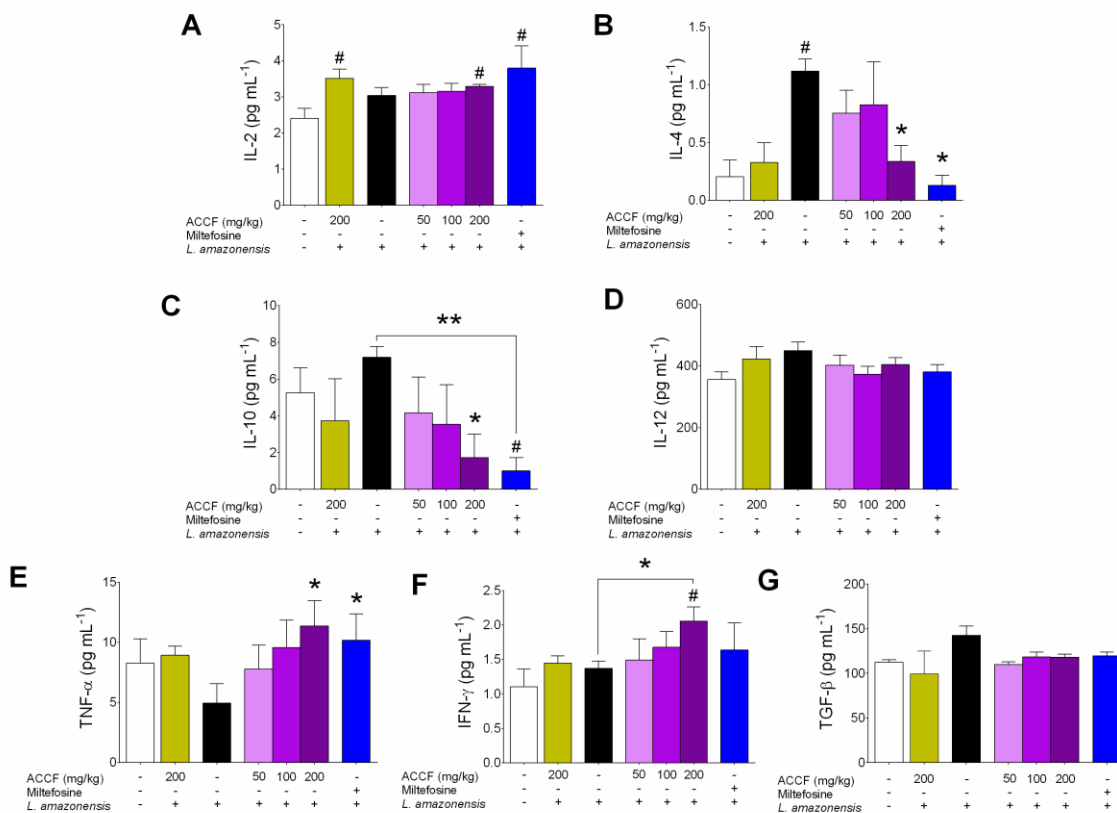 A
IL-2 (pg mL⁻¹)
5
4
3
2
1
0
# # #
ACCF (mg/kg) - 200 - 50 100 200 -
Miltefosine - - - - - - +
L. amazonensis - + + + + + +
B
IL-4 (pg mL⁻¹)
1.5
1.0
0.5
0.0
# * *
ACCF (mg/kg) - 200 - 50 100 200 -
Miltefosine - - - - - - +
L. amazonensis - + + + + + +
C
IL-10 (pg mL⁻¹)
10
8
6
4
2
0
**
* #
ACCF (mg/kg) - 200 - 50 100 200 -
Miltefosine - - - - - - +
L. amazonensis - + + + + + +
D
IL-12 (pg mL⁻¹)
600
400
200
0
ACCF (mg/kg) - 200 - 50 100 200 -
Miltefosine - - - - - - +
L. amazonensis - + + + + + +
E
TNF-α (pg mL⁻¹)
15
10
5
0
* *
ACCF (mg/kg) - 200 - 50 100 200 -
Miltefosine - - - - - - +
L. amazonensis - + + + + + +
F
IFN-γ (pg mL⁻¹)
2.5
2.0
1.5
1.0
0.5
0.0
*
#
ACCF (mg/kg) - 200 - 50 100 200 -
Miltefosine - - - - - - +
L. amazonensis - + + + + + +
G
TGF-β (pg mL⁻¹)
200
150
100
50
0
ACCF (mg/kg) - 200 - 50 100 200 -
Miltefosine - - - - - - +
L. amazonensis - + + + + + +